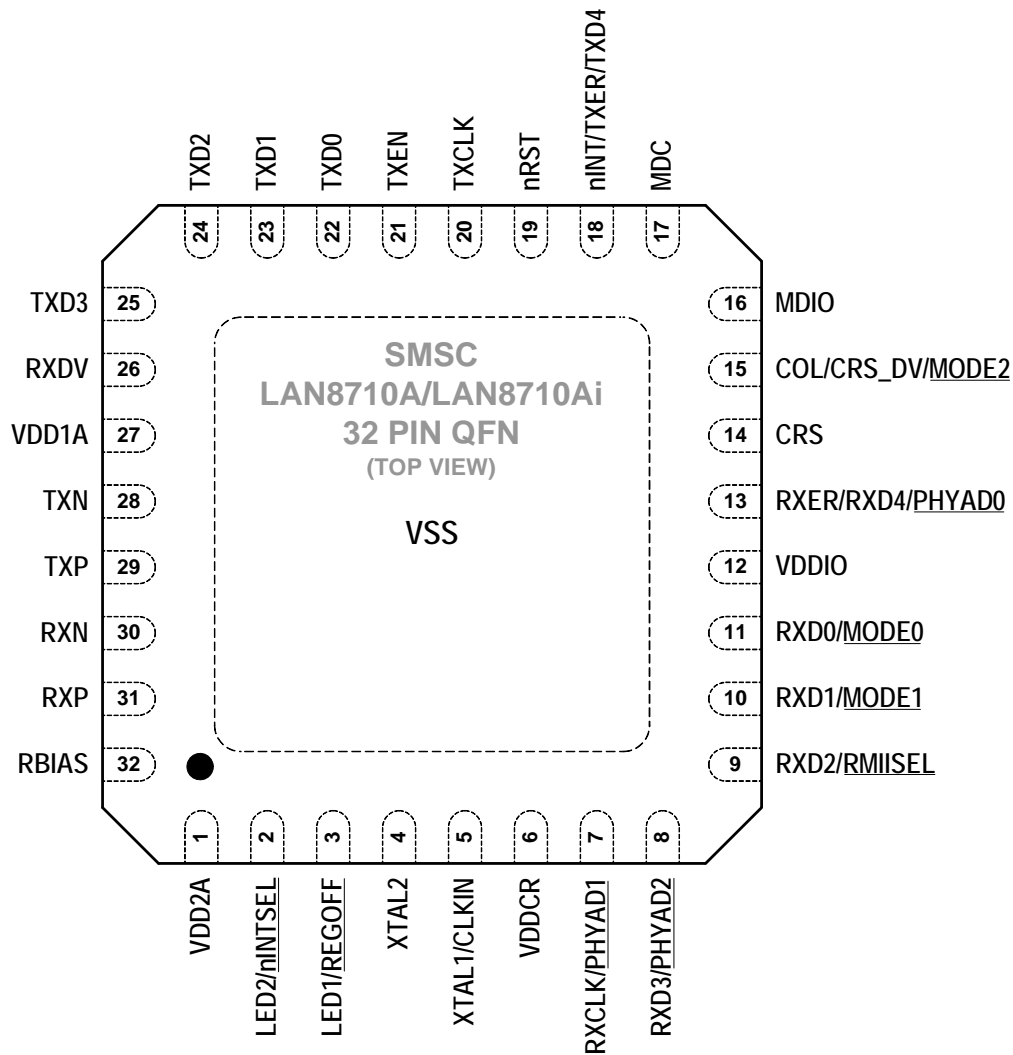 TXD2
TXD1
TXD0
TXEN
TXCLK
nRST
nINT/TXER/TXD4
MDC
24
23
22
21
20
19
18
17
TXD3 25
RXDV 26
VDD1A 27
TXN 28
TXP 29
RXN 30
RXP 31
RBIAS 32
SMSC
LAN8710A/LAN8710Ai
32 PIN QFN
(TOP VIEW)
VSS
16 MDIO
15 COL/CRS_DV/MODE2
14 CRS
13 RXER/RXD4/PHYAD0
12 VDDIO
11 RXD0/MODE0
10 RXD1/MODE1
9 RXD2/RMIISEL
1
2
3
4
5
6
7
8
VDD2A
LED2/nINTSEL
LED1/REGOFF
XTAL2
XTAL1/CLKIN
VDDCR
RXCLK/PHYAD1
RXD3/PHYAD2